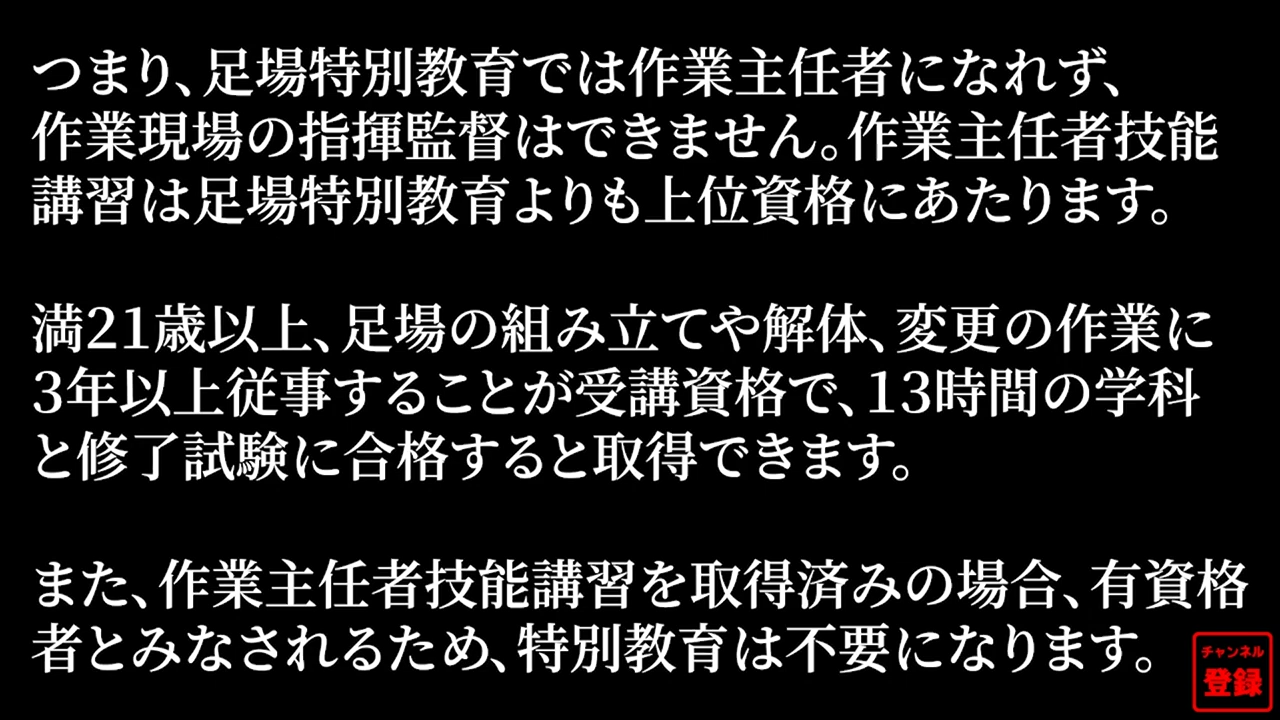 つまり、足場特別教育では作業主任者になれず、
作業現場の指揮監督はできません。作業主任者技能
講習は足場特別教育よりも上位資格にあたります。
満21歳以上、足場の組み立てや解体、変更の作業に
3年以上従事することが受講資格で、13時間の学科
と修了試験に合格すると取得できます。
また、作業主任者技能講習を取得済みの場合、有資格
者とみなされるため、特別教育は不要になります。
チャンネル
登録